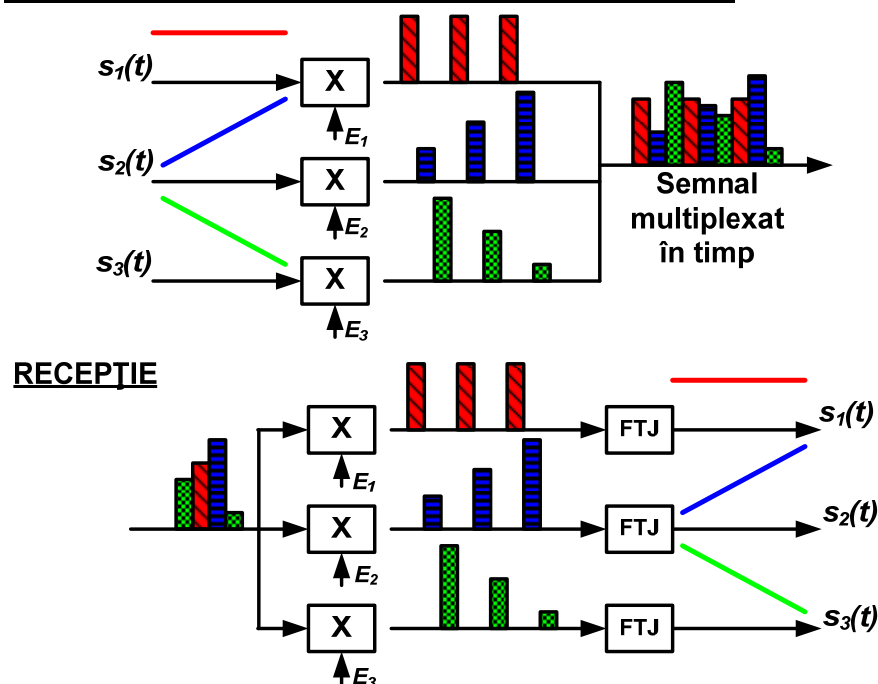 s₁(t)
X
E₁
s₂(t)
X
E₂
s₃(t)
X
E₃
Semnal
multiplexat
în timp
RECEPŢIE
X
E₁
FTJ
s₁(t)
X
E₂
FTJ
s₂(t)
X
E₃
FTJ
s₃(t)